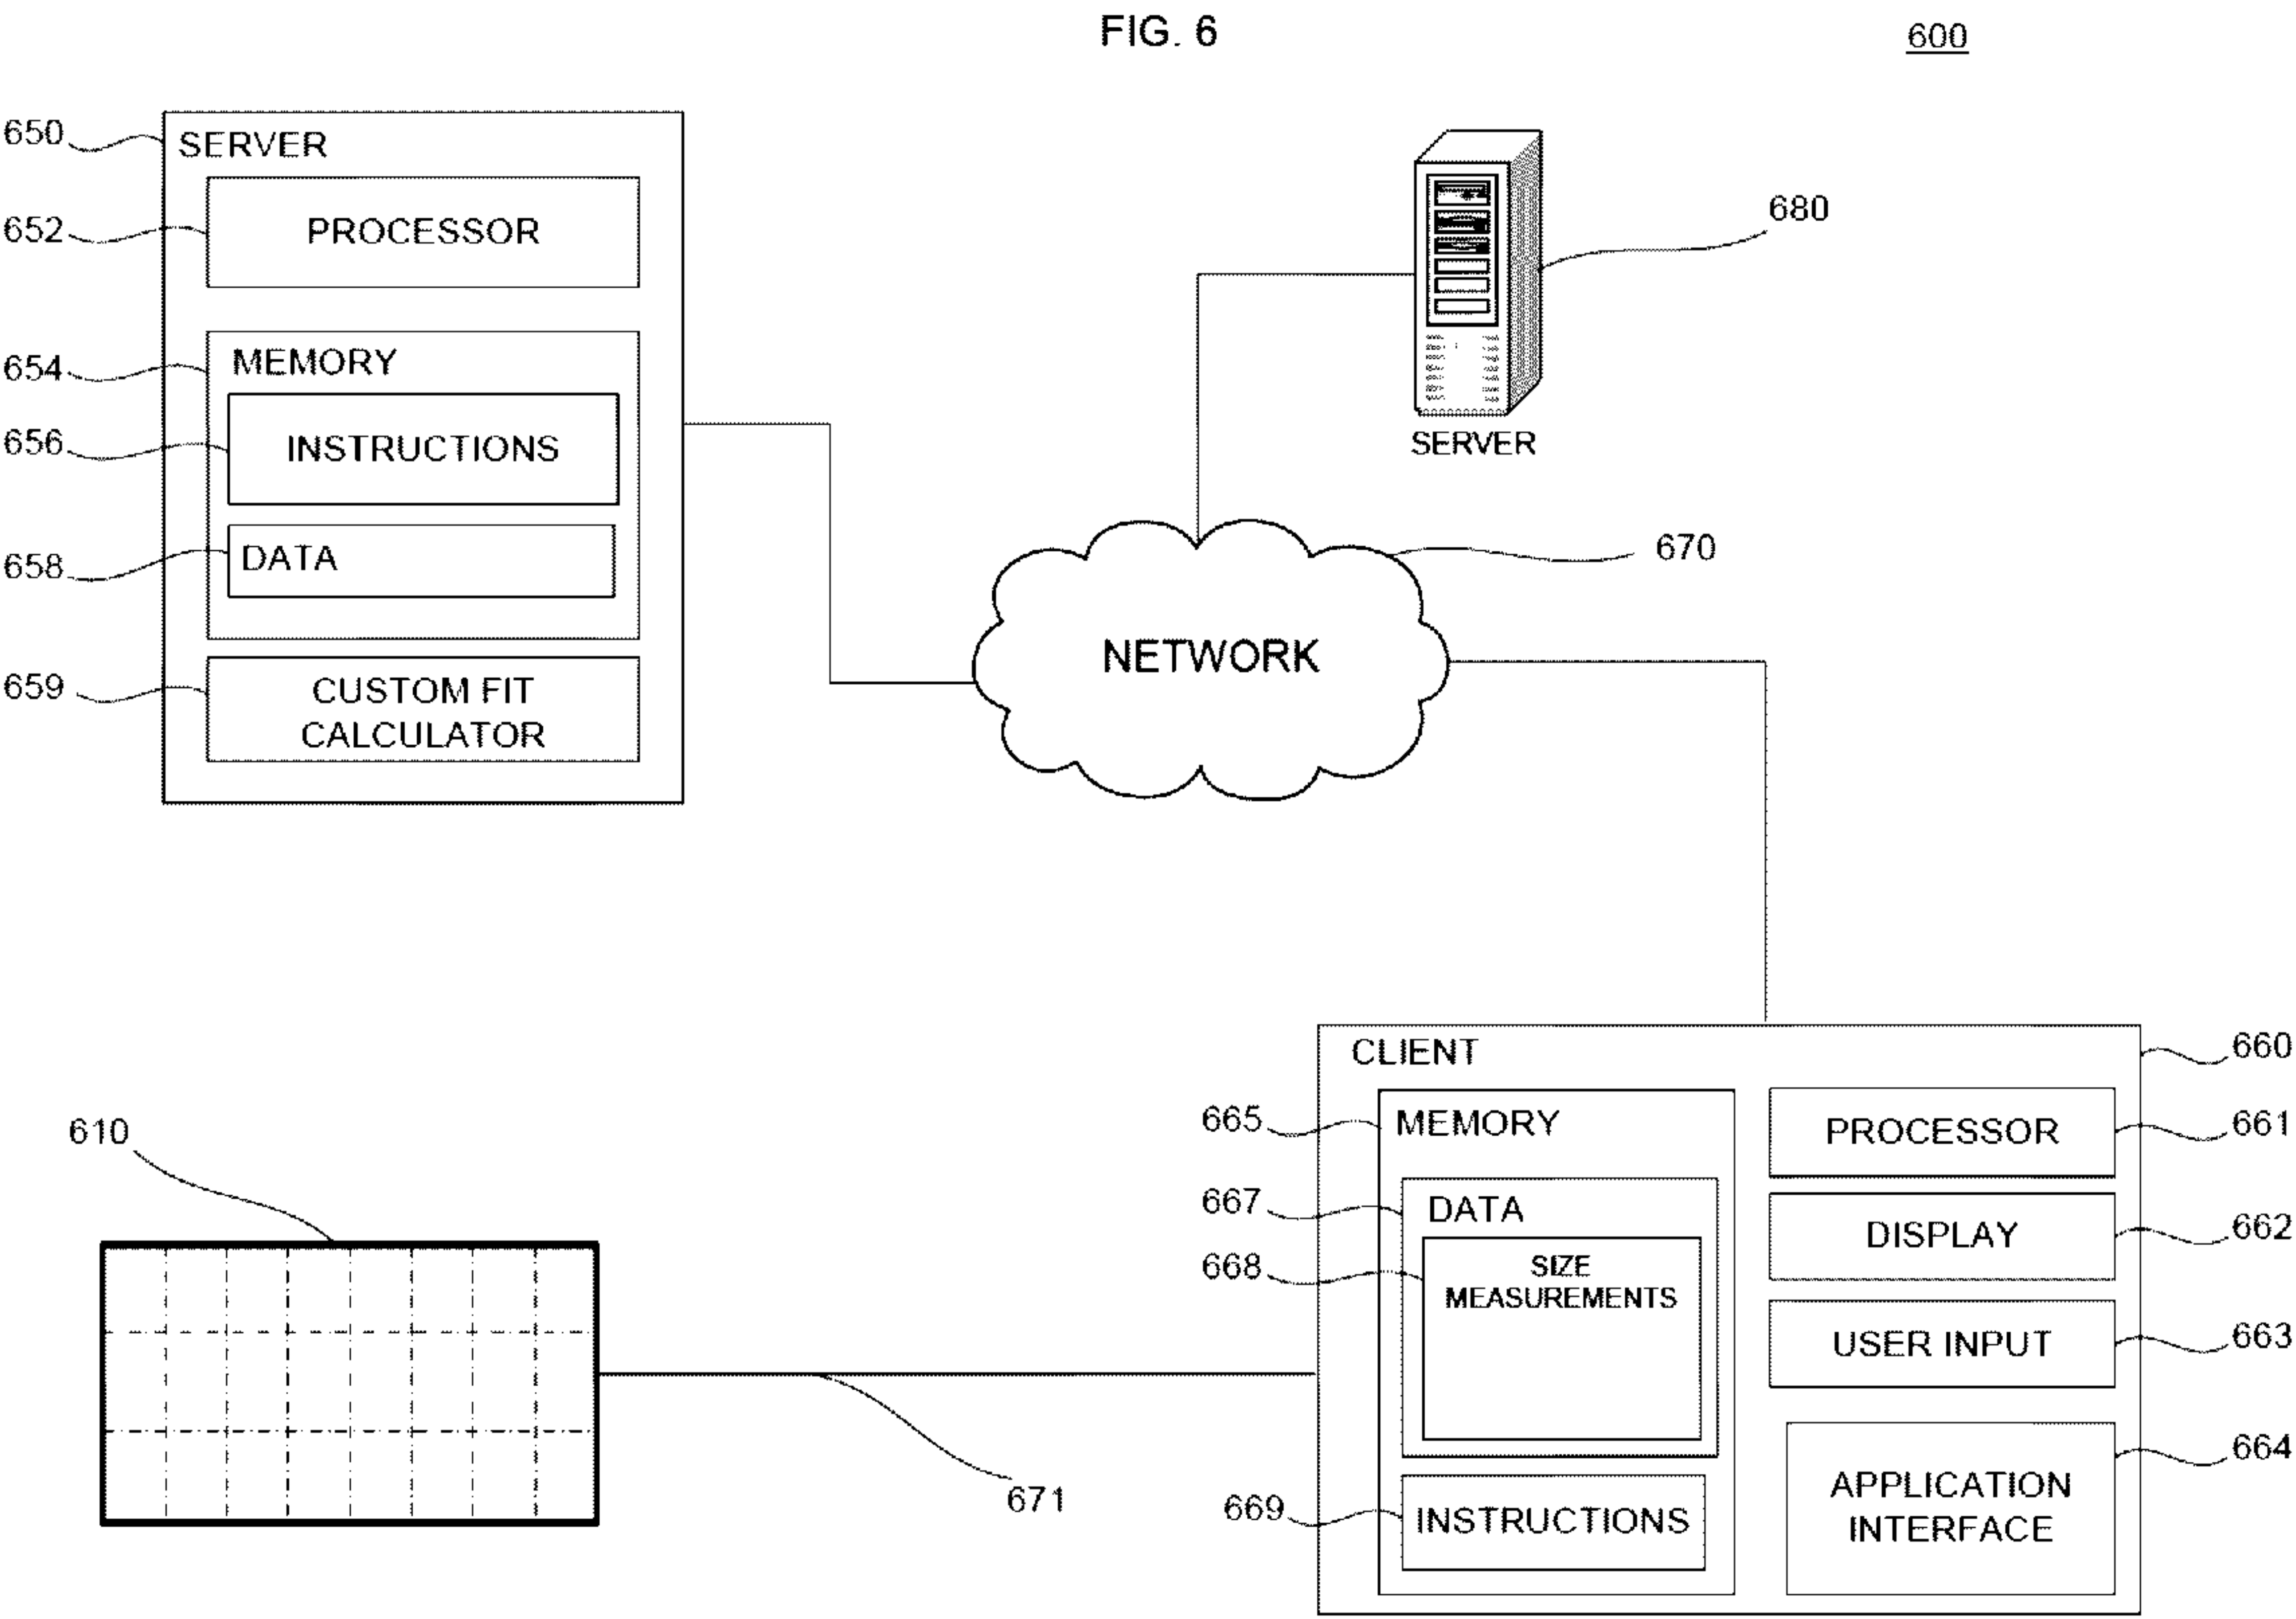 FIG. 6
600
650
SERVER
652
PROCESSOR
654
MEMORY
656
INSTRUCTIONS
658
DATA
659
CUSTOM FIT
CALCULATOR
680
SERVER
670
NETWORK
660
CLIENT
665
MEMORY
667
DATA
668
SIZE
MEASUREMENTS
669
INSTRUCTIONS
PROCESSOR
661
DISPLAY
662
USER INPUT
663
APPLICATION
INTERFACE
664
610
671